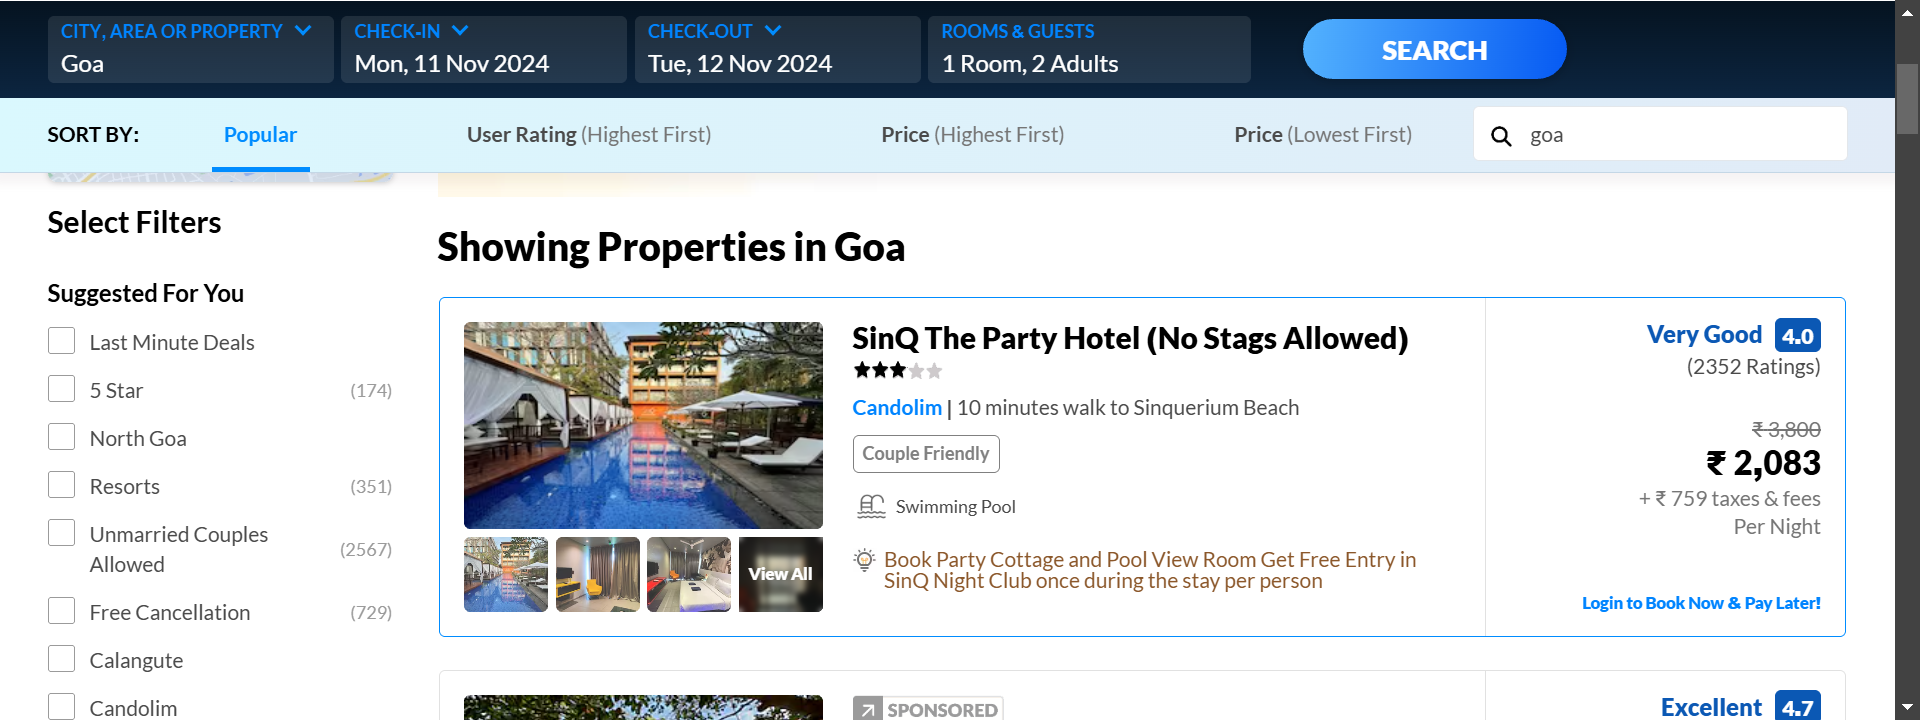 CITY, AREA OR PROPERTY
Goa
CHECK-IN
Mon, 11 Nov 2024
CHECK-OUT
Tue, 12 Nov 2024
ROOMS & GUESTS
1 Room, 2 Adults
SEARCH
SORT BY:
Popular
User Rating (Highest First)
Price (Highest First)
Price (Lowest First)
goa
Select Filters
Suggested For You
Last Minute Deals
5 Star (174)
North Goa
Resorts (351)
Unmarried Couples
Allowed (2567)
Free Cancellation (729)
Calangute
Candolim
Showing Properties in Goa
SinQ The Party Hotel (No Stags Allowed)
Candolim | 10 minutes walk to Sinquerium Beach
Couple Friendly
Swimming Pool
Book Party Cottage and Pool View Room Get Free Entry in
SinQ Night Club once during the stay per person
View All
Very Good 4.0
(2352 Ratings)
₹ 3,800
₹ 2,083
+ ₹ 759 taxes & fees
Per Night
Login to Book Now & Pay Later!
SPONSORED
Excellent 4.7